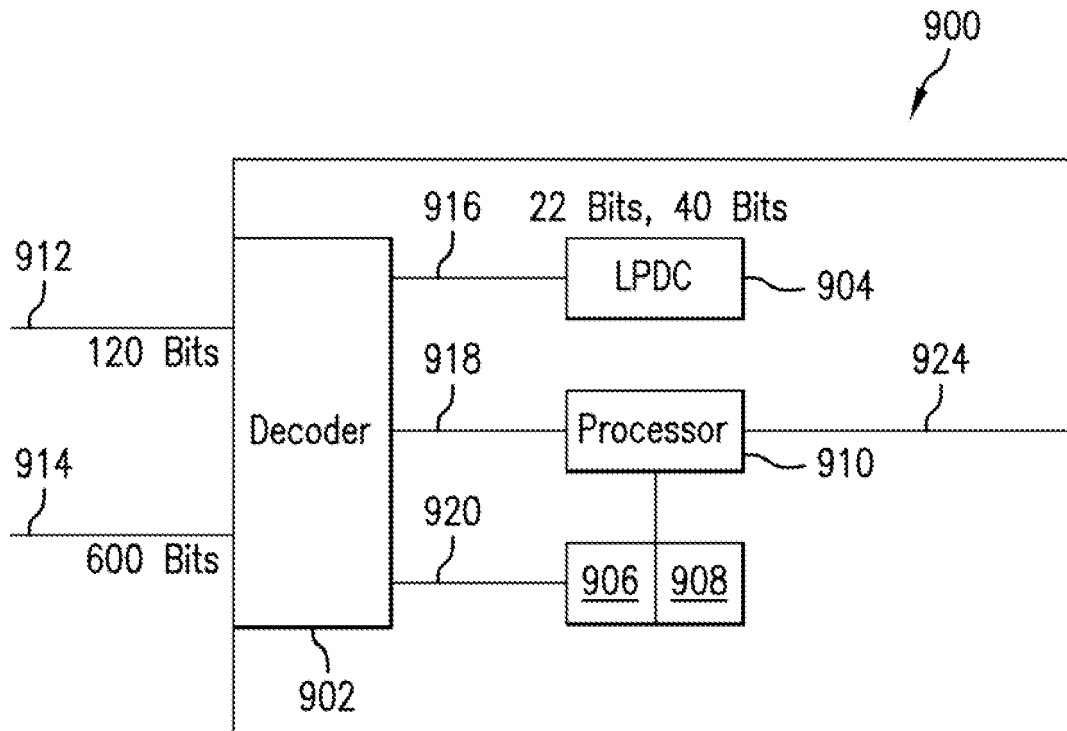 900
916 22 Bits, 40 Bits
912
LPDC
904
120 Bits
918
924
Decoder
Processor
914
910
920
600 Bits
906 908
902